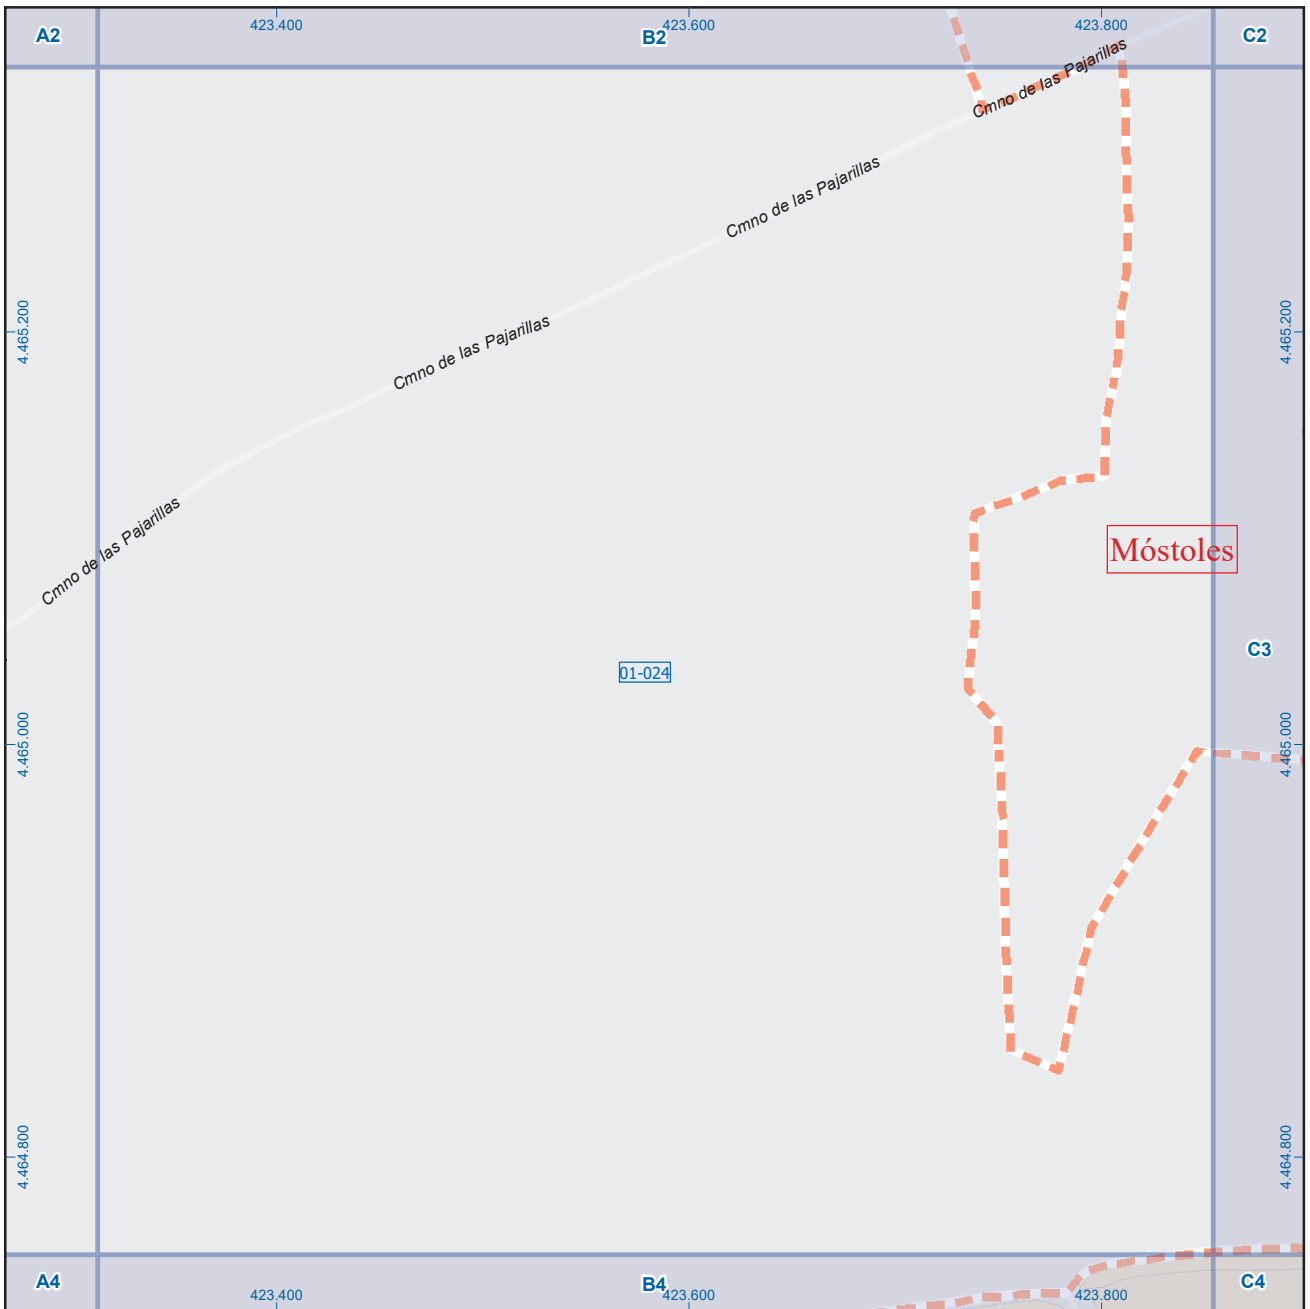 A2
423.400
B2
423.600
423.800
C2
Cmno de las Pajarillas
Cmno de las Pajarillas
Cmno de las Pajarillas
Cmno de las Pajarillas
4.465.200
4.465.200
Móstoles
01-024
C3
4.465.000
4.465.000
4.464.800
4.464.800
A4
423.400
B4
423.600
423.800
C4